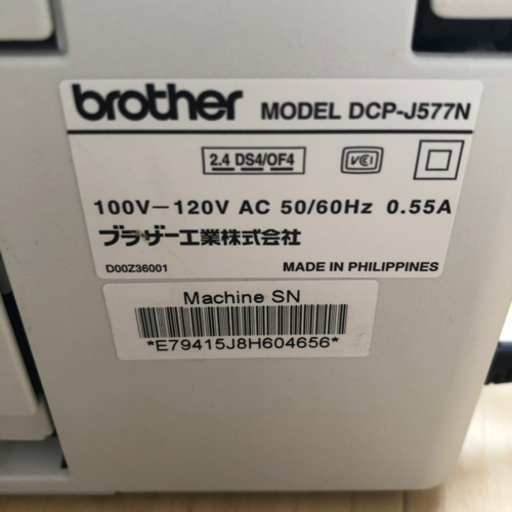 brother MODEL DCP-J577N
2.4 DS4/OF4 VCI
100V－120V AC 50/60Hz 0.55A
ブラザー工業株式会社
D00Z36001 MADE IN PHILIPPINES
Machine SN
*E79415J8H604656*